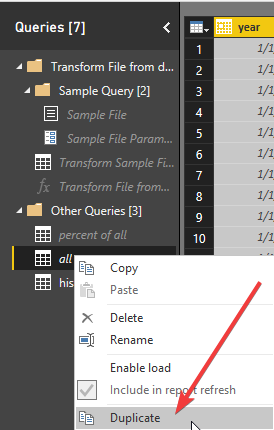 Queries [7]
year
Transform File from d...
Sample Query [2]
Sample File
Sample File Param...
Transform Sample Fi...
fx Transform File from...
Other Queries [3]
percent of all
all
his
1 1/1
2 1/1
3 1/1
4 1/1
5 1/1
6 1/1
7 1/1
8 1/1
9 1/1
10 1/1
Copy
Paste
Delete
Rename
Enable load
Include in report refresh
Duplicate